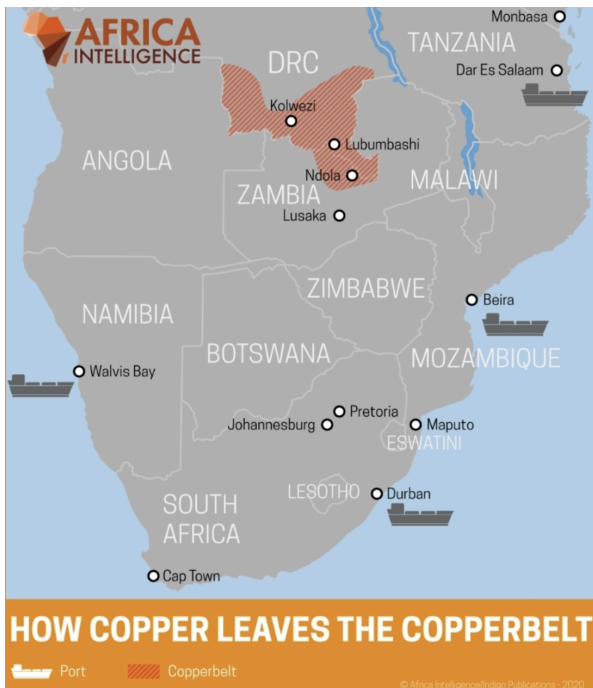 AFRICA
INTELLIGENCE
Monbasa
TANZANIA
Dar Es Salaam
DRC
Kolwezi
Lubumbashi
Ndola
ANGOLA
ZAMBIA
MALAWI
Lusaka
ZIMBABWE
Beira
NAMIBIA
BOTSWANA
MOZAMBIQUE
Walvis Bay
Pretoria
Johannesburg
Maputo
ESWATINI
LESOTHO
Durban
SOUTH
AFRICA
Cap Town
HOW COPPER LEAVES THE COPPERBELT
Port
Copperbelt
© Africa Intelligence/Indigo Publications - 2020